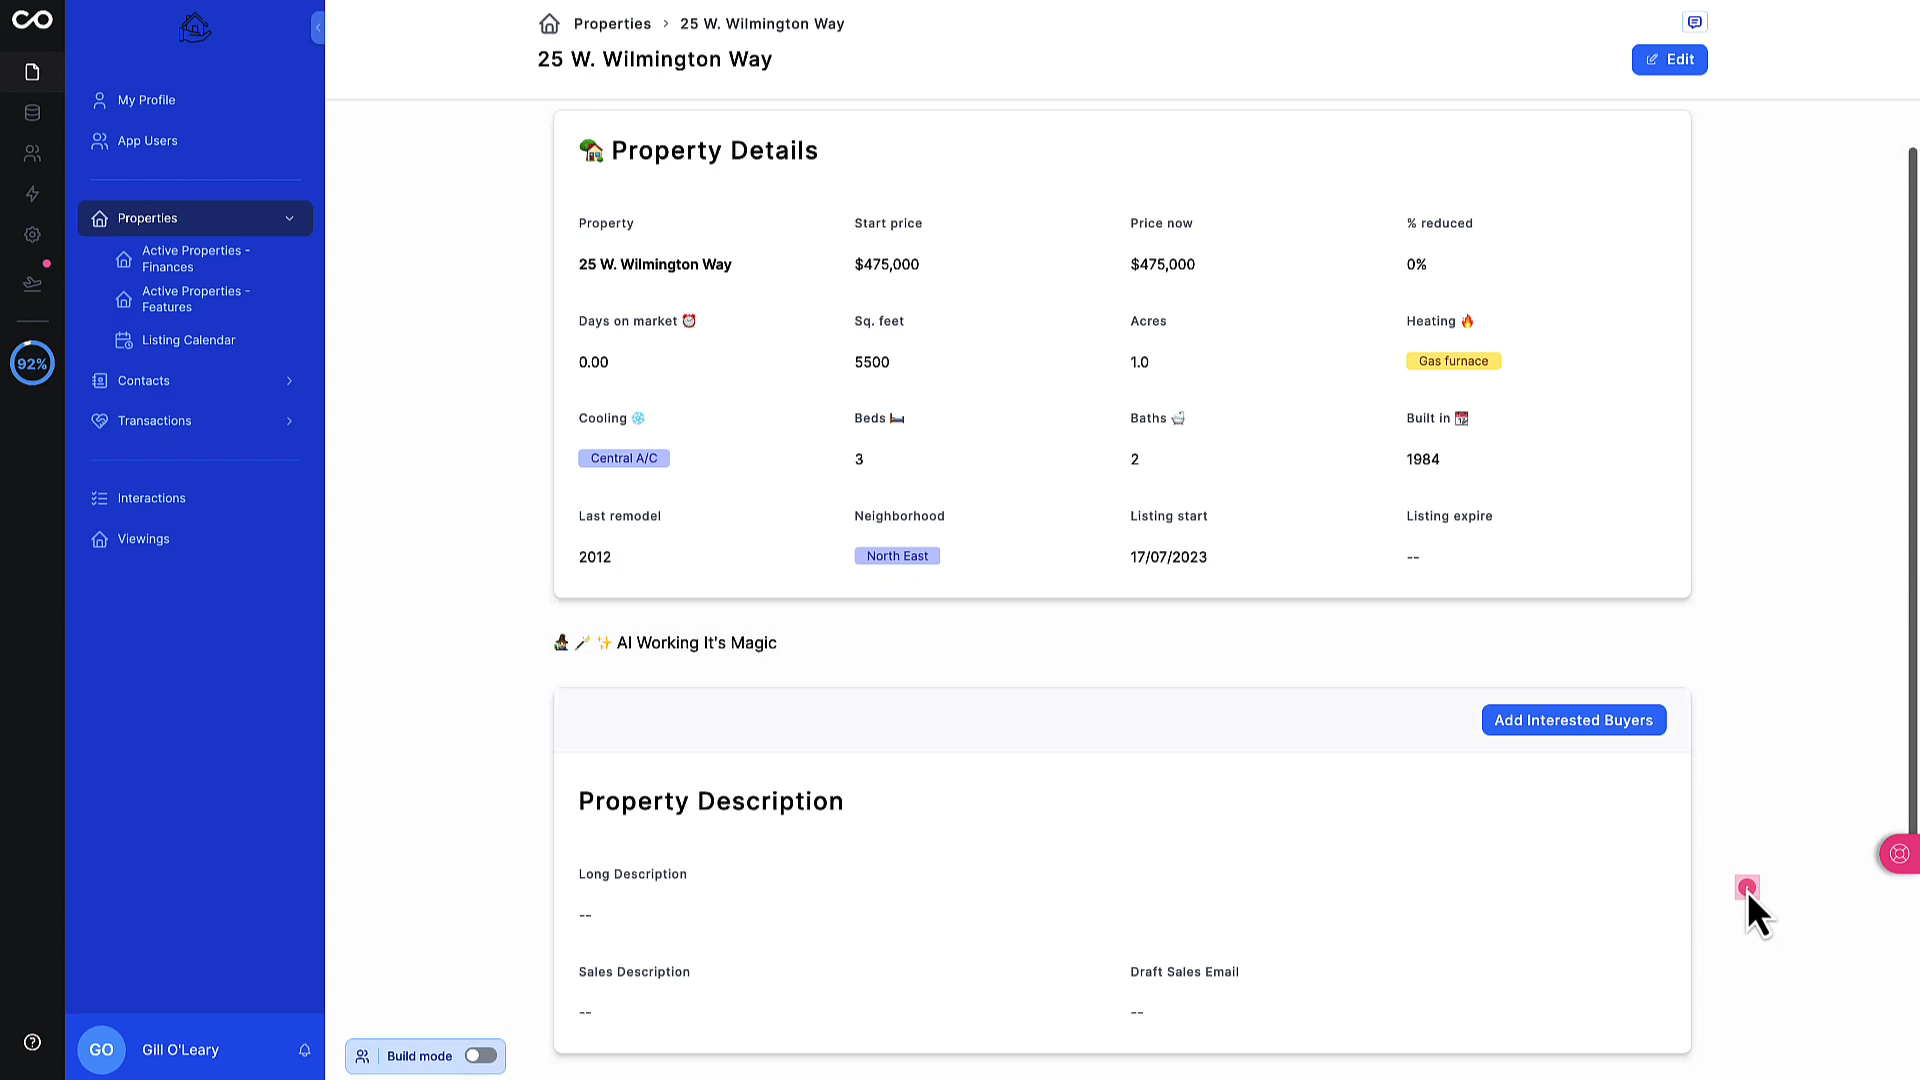 Properties > 25 W. Wilmington Way
25 W. Wilmington Way
Edit
My Profile
App Users
Properties
Active Properties -
Finances
Active Properties -
Features
Listing Calendar
Contacts
Transactions
Interactions
Viewings
92%
GO
Gill O'Leary
Build mode
Property Details
Property
Start price
Price now
% reduced
25 W. Wilmington Way
$475,000
$475,000
0%
Days on market
Sq. feet
Acres
Heating
0.00
5500
1.0
Gas furnace
Cooling
Beds
Baths
Built in
Central A/C
3
2
1984
Last remodel
Neighborhood
Listing start
Listing expire
2012
North East
17/07/2023
--
AI Working It's Magic
Add Interested Buyers
Property Description
Long Description
--
Sales Description
Draft Sales Email
--
--